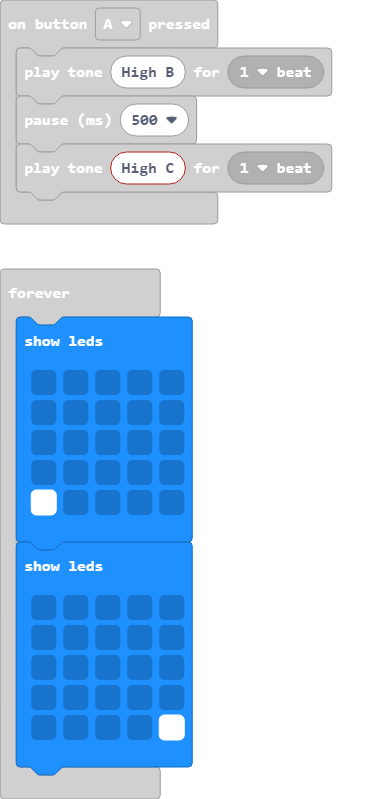 on button A pressed
play tone High B for 1 beat
pause (ms) 500
play tone High C for 1 beat
forever
show leds
show leds